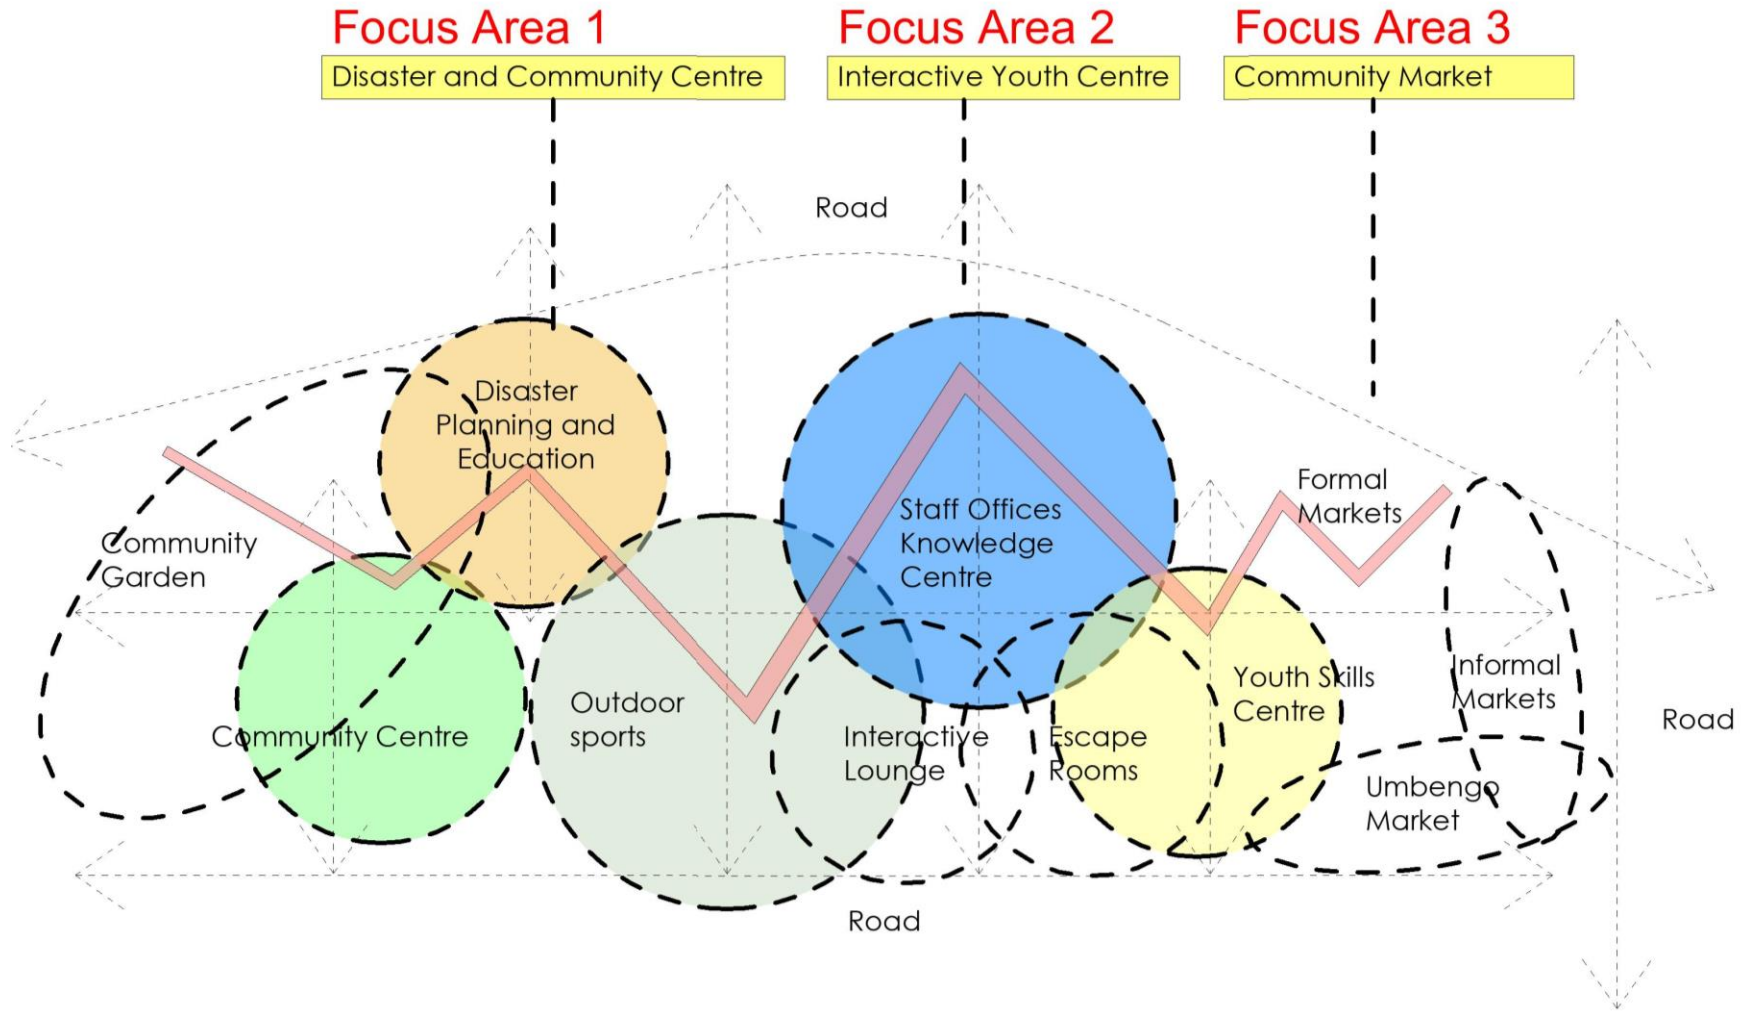 Focus Area 1
Focus Area 2
Focus Area 3
Disaster and Community Centre
Interactive Youth Centre
Community Market
Road
Disaster
Planning and
Education
Community
Garden
Community Centre
Outdoor
sports
Staff Offices
Knowledge
Centre
Interactive
Lounge
Escape
Rooms
Youth Skills
Centre
Formal
Markets
Informal
Markets
Umbengo
Market
Road
Road